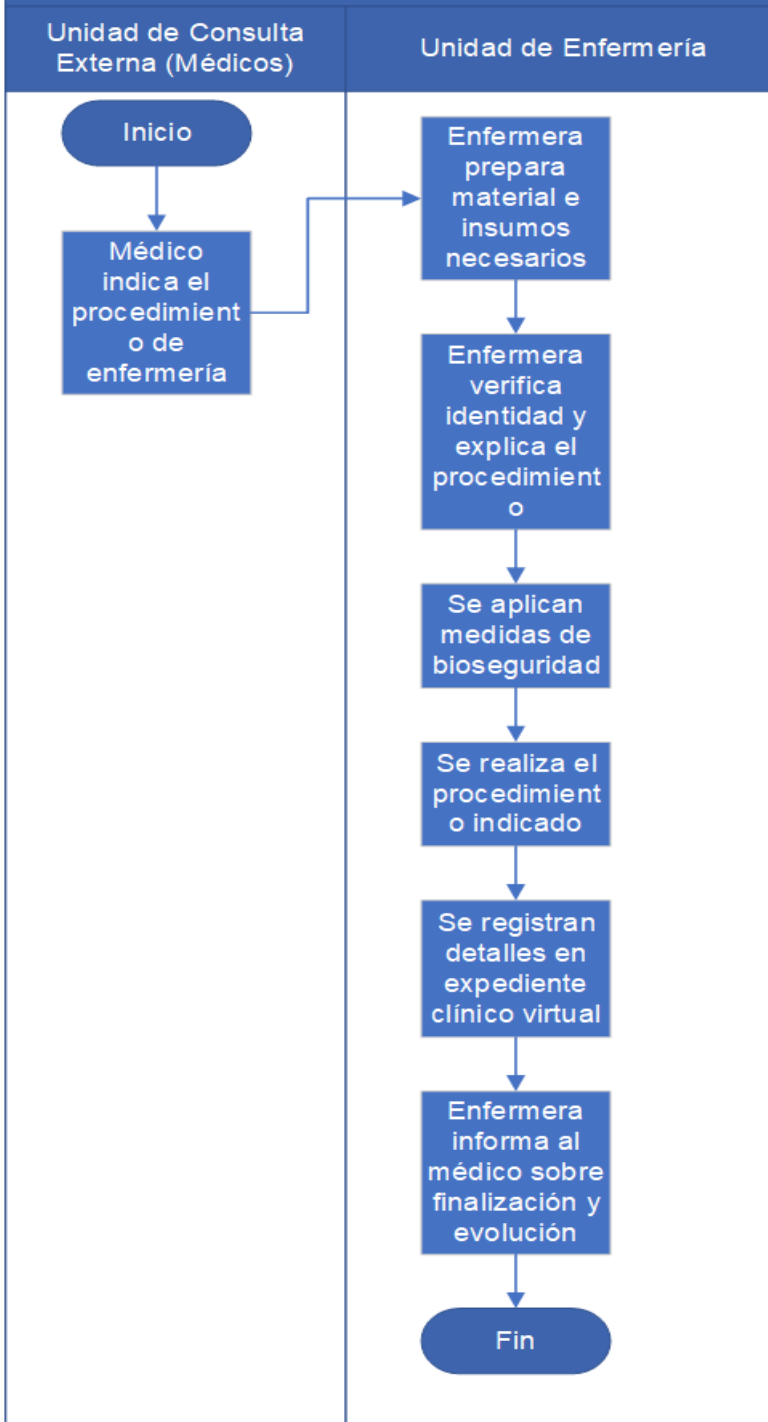 Unidad de Consulta
Externa (Médicos)
Unidad de Enfermería
Inicio
Médico
indica el
procedimient
o de
enfermería
Enfermera
prepara
material e
insumos
necesarios
Enfermera
verifica
identidad y
explica el
procedimient
o
Se aplican
medidas de
bioseguridad
Se realiza el
procedimient
o indicado
Se registran
detalles en
expediente
clínico virtual
Enfermera
informa al
médico sobre
finalización y
evolución
Fin